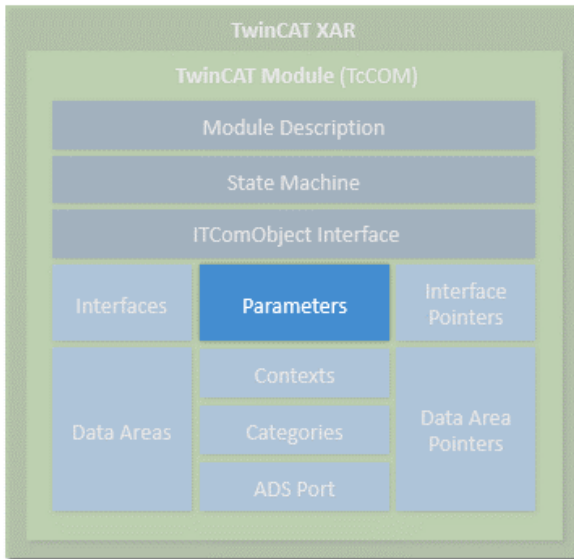 TwinCAT XAR
TwinCAT Module (TcCOM)
Module Description
State Machine
ITComObject Interface
Interfaces
Parameters
Interface
Pointers
Data Areas
Contexts
Categories
ADS Port
Data Area
Pointers